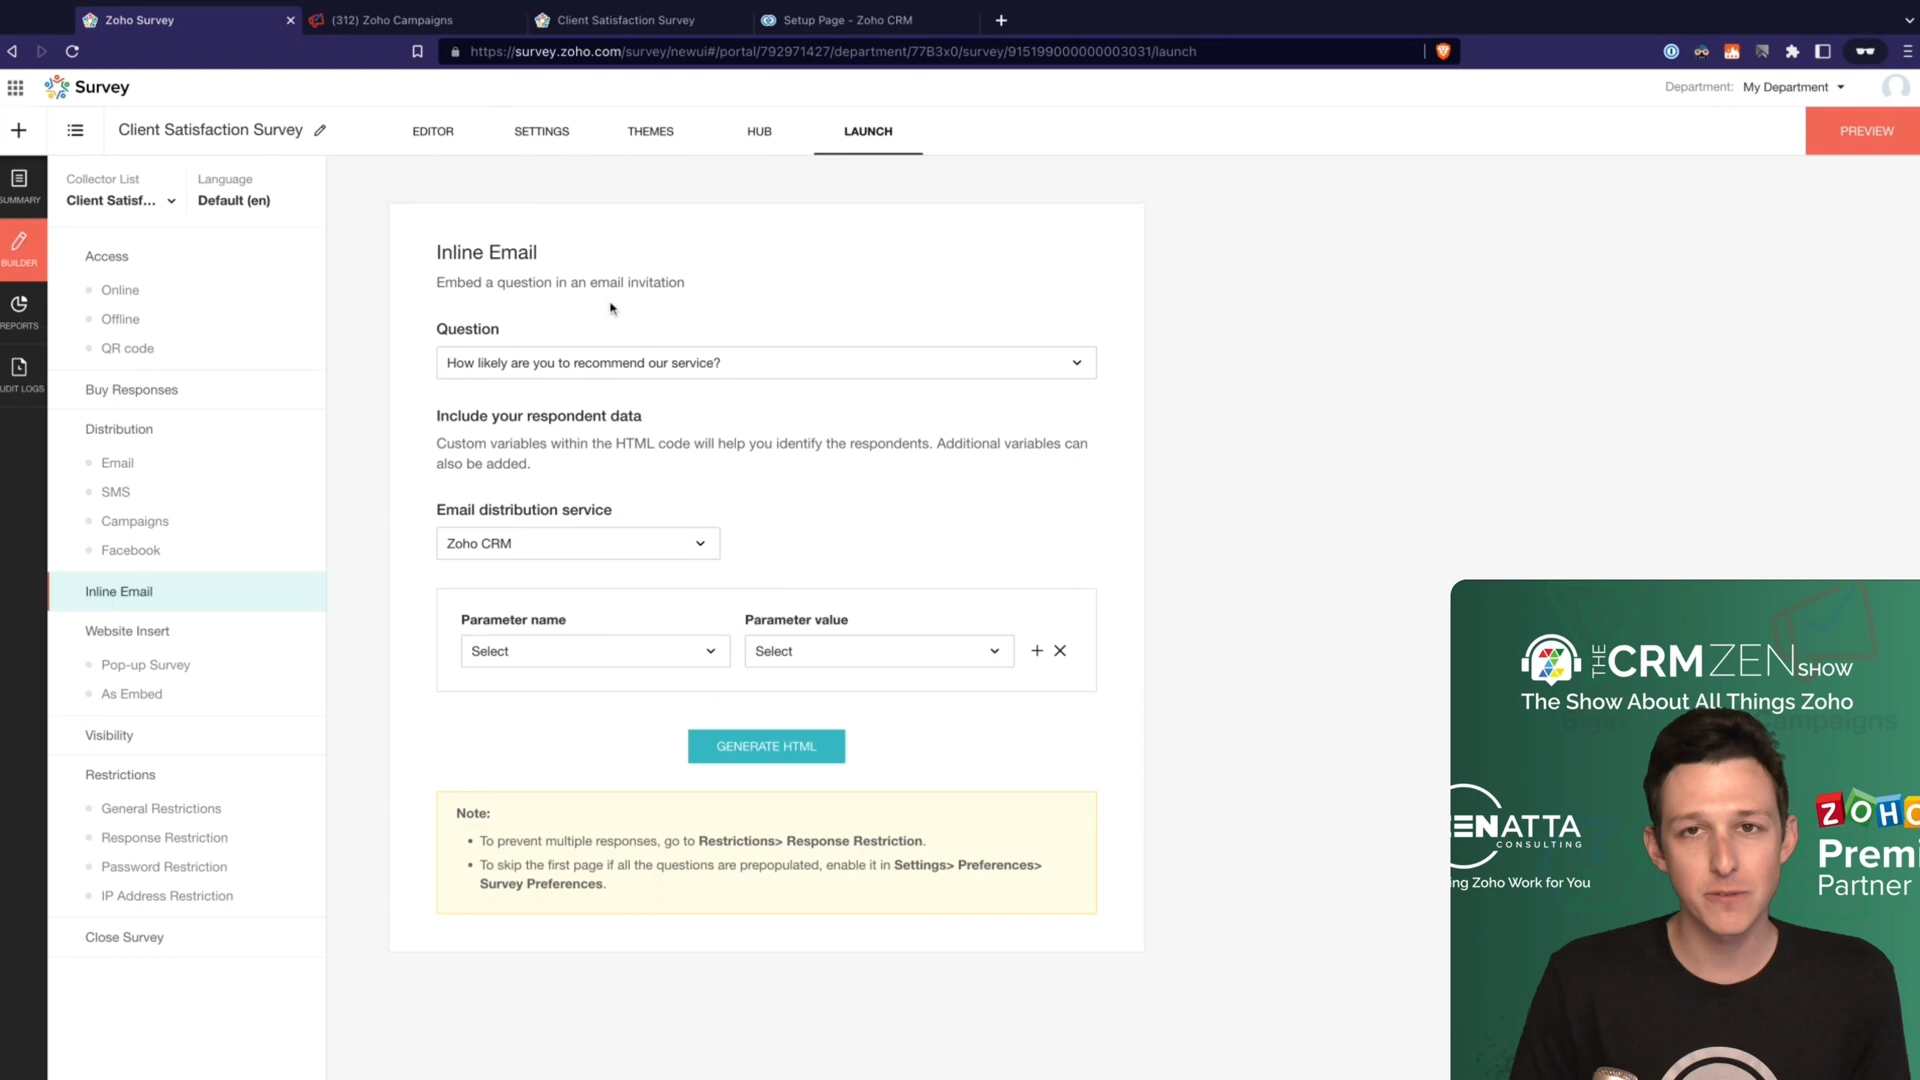 Zoho Survey
(312) Zoho Campaigns
Client Satisfaction Survey
Setup Page - Zoho CRM
https://survey.zoho.com/survey/newui#/portal/792971427/department/77B3x0/survey/915199000000003031/launch
Survey
Department: My Department
Client Satisfaction Survey
EDITOR
SETTINGS
THEMES
HUB
LAUNCH
PREVIEW
SUMMARY
BUILDER
REPORTS
UDIT LOGS
Collector List
Client Satisf...
Language
Default (en)
Access
Online
Offline
QR code
Buy Responses
Distribution
Email
SMS
Campaigns
Facebook
Inline Email
Website Insert
Pop-up Survey
As Embed
Visibility
Restrictions
General Restrictions
Response Restriction
Password Restriction
IP Address Restriction
Close Survey
Inline Email
Embed a question in an email invitation
Question
How likely are you to recommend our service?
Include your respondent data
Custom variables within the HTML code will help you identify the respondents. Additional variables can
also be added.
Email distribution service
Zoho CRM
Parameter name
Parameter value
Select
Select
GENERATE HTML
Note:
To prevent multiple responses, go to Restrictions> Response Restriction.
To skip the first page if all the questions are prepopulated, enable it in Settings> Preferences>
Survey Preferences.
THE CRMZEN SHOW
The Show About All Things Zoho
Campaigns
ENATTA
CONSULTING
ng Zoho Work for You
ZOHO
Premi
Partner